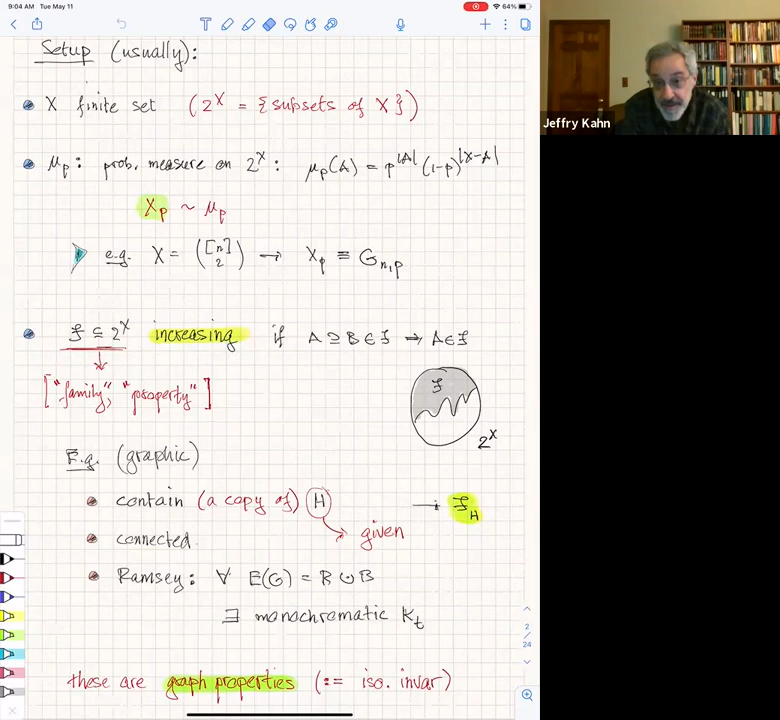 9:04 AM Tue May 11
64%
Setup (usually):
X finite set (2^X = {subsets of X})
μ_p: prob. measure on 2^X: μ_p(A) = p^|A| (1-p)^|X-A|
X_p ~ μ_p
e.g. X = ([n] 2) → X_p ≡ G_n,p
ℱ ⊆ 2^X increasing if A ⊇ B ∈ ℱ ⇒ A ∈ ℱ
["family," "property"]
ℱ
2^X
E.g. (graphic)
contain (a copy of) H → ℱ_H
given
connected.
Ramsey: ∀ E(G) = R ∪ B
∃ monochromatic K_t
these are graph properties (:= iso. invar)
2
/
24
Jeffry Kahn